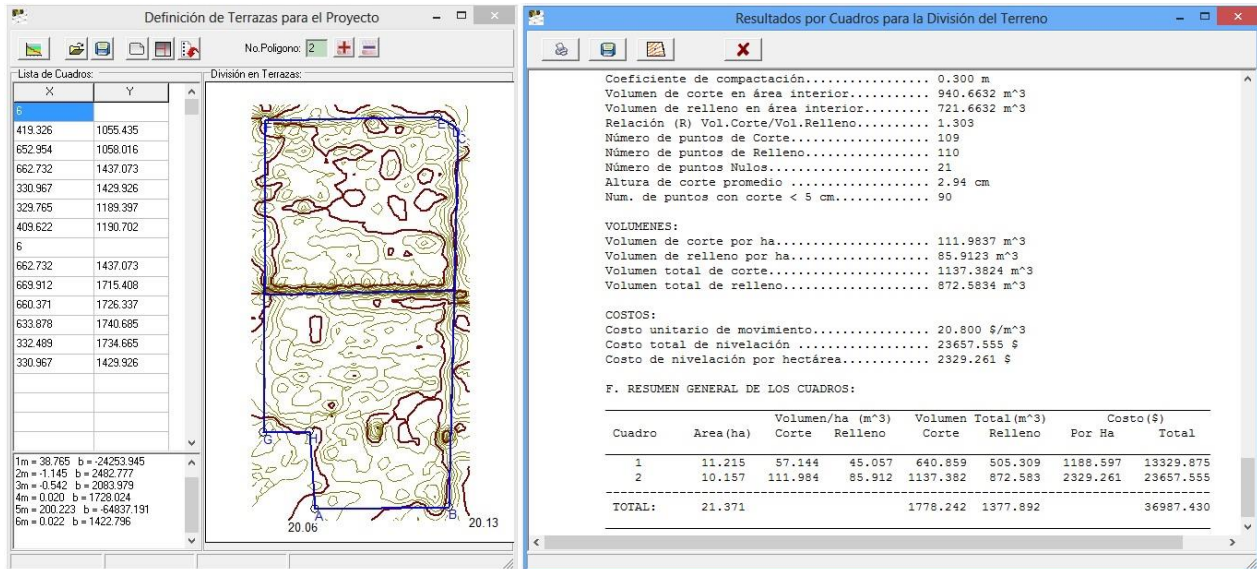 Definición de Terrazas para el Proyecto
No.Poligono: 2
Lista de Cuadros:
X Y
6
419.326 1055.435
652.954 1058.016
662.732 1437.073
330.967 1429.926
329.765 1189.397
409.622 1190.702
6
662.732 1437.073
669.912 1715.408
660.371 1726.337
633.878 1740.685
332.489 1734.665
330.967 1429.926
1m = 38.765 b = -24253.945
2m = -1.145 b = 2482.777
3m = -0.542 b = 2083.979
4m = 0.020 b = 1728.024
5m = 200.223 b = -64837.191
6m = 0.022 b = 1422.796
División en Terrazas:
F E
D C
G H
A B
20.06 20.13
Resultados por Cuadros para la División del Terreno
Coeficiente de compactación................. 0.300 m
Volumen de corte en área interior........... 940.6632 m^3
Volumen de relleno en área interior......... 721.6632 m^3
Relación (R) Vol.Corte/Vol.Relleno.......... 1.303
Número de puntos de Corte................... 109
Número de puntos de Relleno................. 110
Número de puntos Nulos...................... 21
Altura de corte promedio ................... 2.94 cm
Num. de puntos con corte < 5 cm............. 90
VOLUMENES:
Volumen de corte por ha..................... 111.9837 m^3
Volumen de relleno por ha................... 85.9123 m^3
Volumen total de corte...................... 1137.3824 m^3
Volumen total de relleno.................... 872.5834 m^3
COSTOS:
Costo unitario de movimiento................ 20.800 $/m^3
Costo total de nivelación .................. 23657.555 $
Costo de nivelación por hectárea............ 2329.261 $
F. RESUMEN GENERAL DE LOS CUADROS:
Volumen/ha (m^3) Volumen Total(m^3) Costo($)
Cuadro Area(ha) Corte Relleno Corte Relleno Por Ha Total
1 11.215 57.144 45.057 640.859 505.309 1188.597 13329.875
2 10.157 111.984 85.912 1137.382 872.583 2329.261 23657.555
TOTAL: 21.371 1778.242 1377.892 36987.430